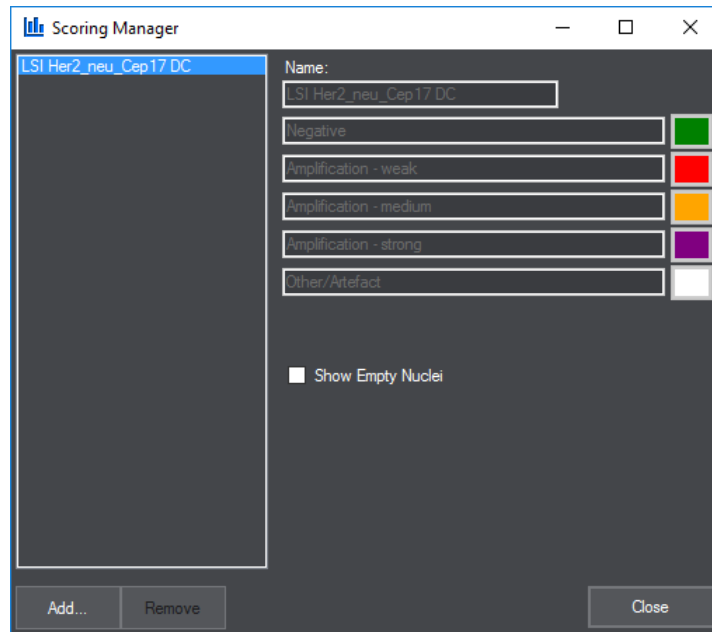 Scoring Manager
LSI Her2_neu_Cep17 DC
Name:
LSI Her2_neu_Cep17 DC
Negative
Amplification - weak
Amplification - medium
Amplification - strong
Other/Artefact
Show Empty Nuclei
Add...
Remove
Close